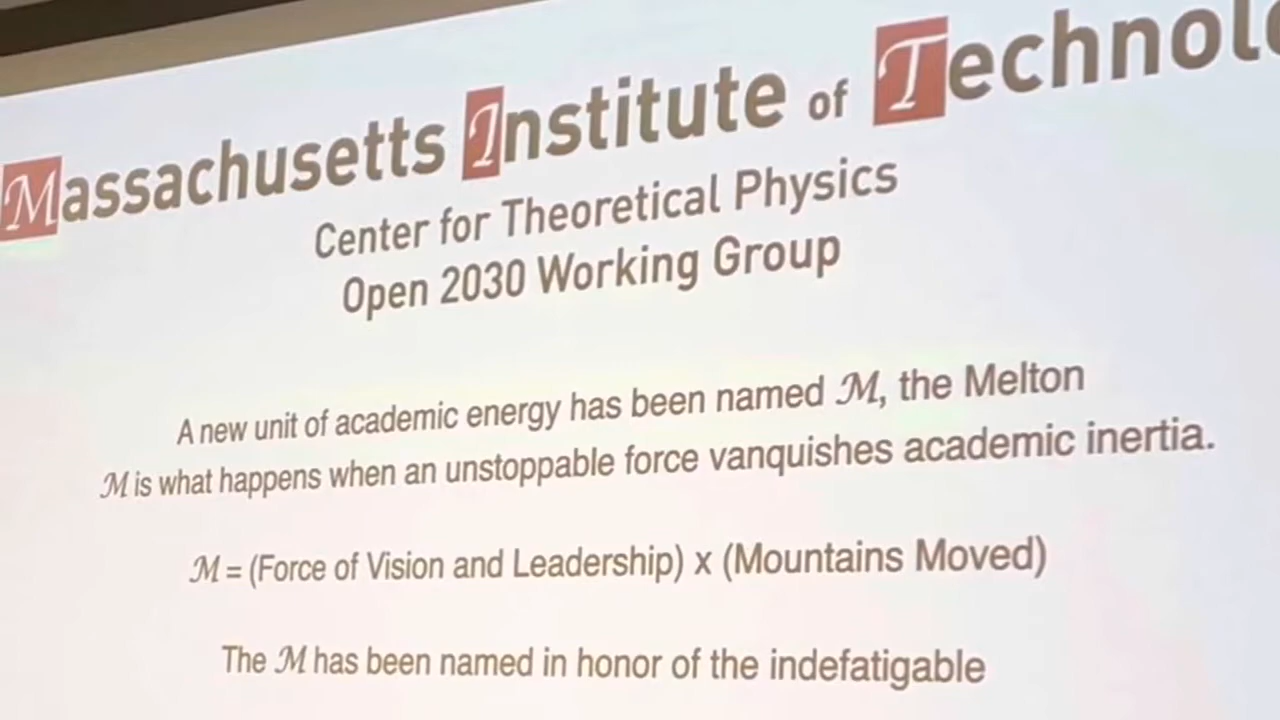 Massachusetts Institute of Technolo
Center for Theoretical Physics
Open 2030 Working Group
A new unit of academic energy has been named ℳ, the Melton
ℳ is what happens when an unstoppable force vanquishes academic inertia.
ℳ = (Force of Vision and Leadership) x (Mountains Moved)
The ℳ has been named in honor of the indefatigable